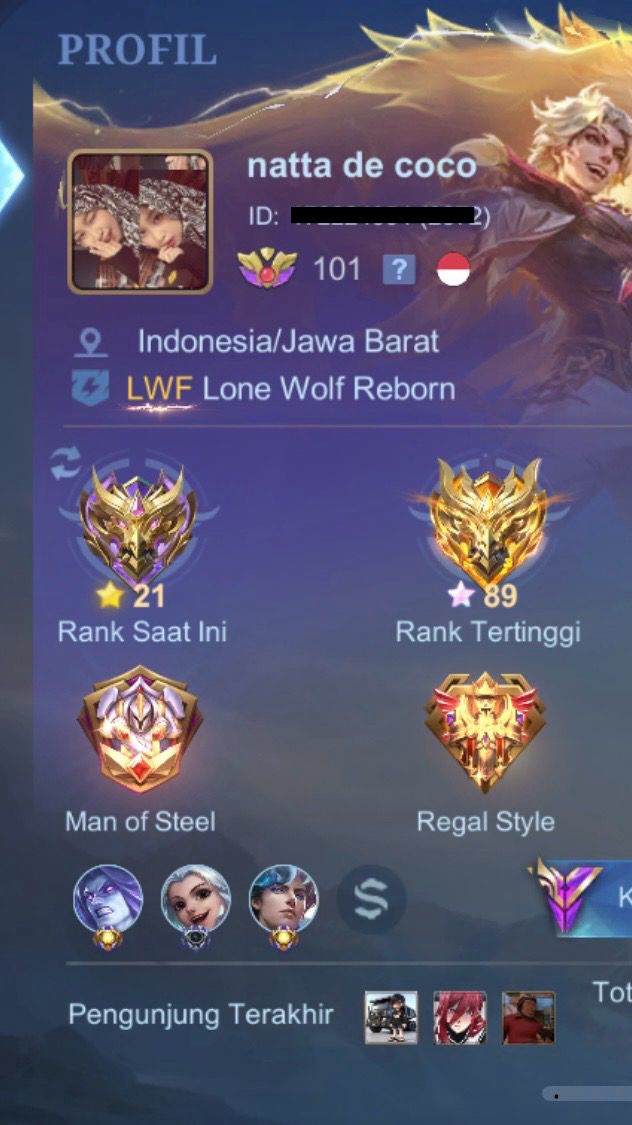 PROFIL
natta de coco
ID: 2)
101 ?
Indonesia/Jawa Barat
LWF Lone Wolf Reborn
21 89
Rank Saat Ini Rank Tertinggi
Man of Steel Regal Style
K
Pengunjung Terakhir
Tot